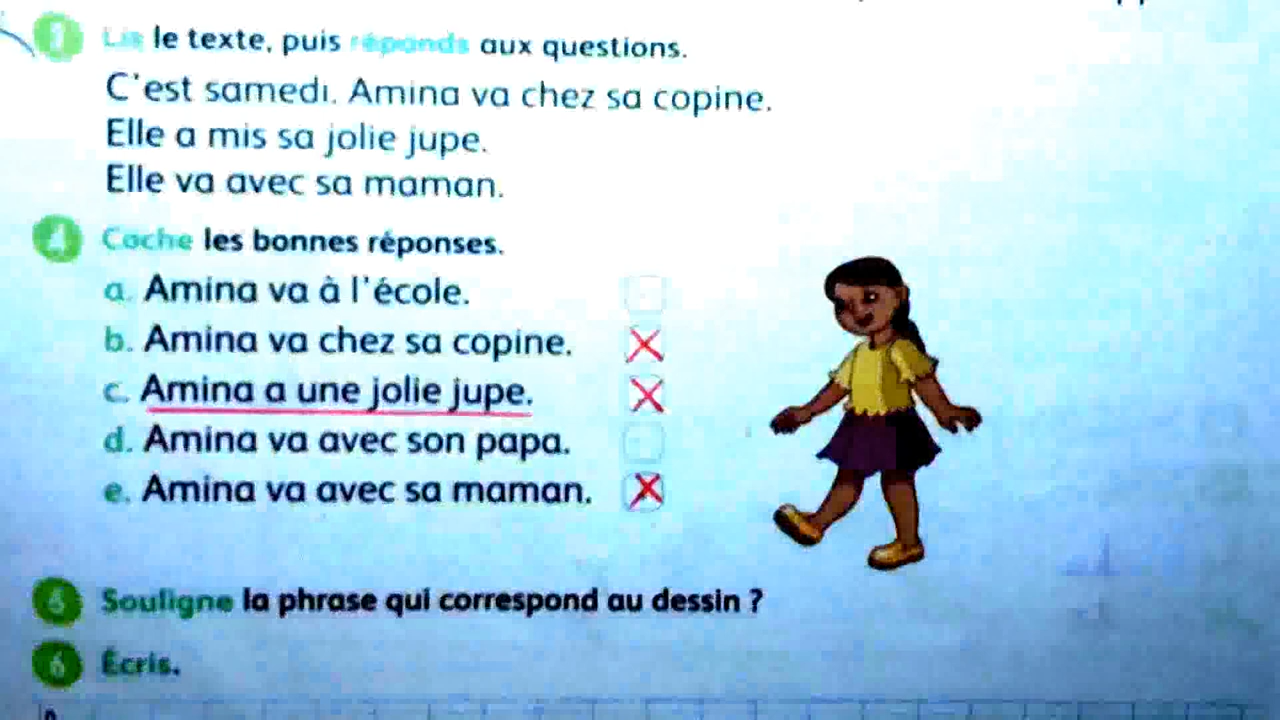 Lis le texte, puis réponds aux questions.
C'est samedi. Amina va chez sa copine.
Elle a mis sa jolie jupe.
Elle va avec sa maman.
4 Coche les bonnes réponses.
a. Amina va à l'école.
b. Amina va chez sa copine.
c. Amina a une jolie jupe.
d. Amina va avec son papa.
e. Amina va avec sa maman.
5 Souligne la phrase qui correspond au dessin ?
6 Écris.